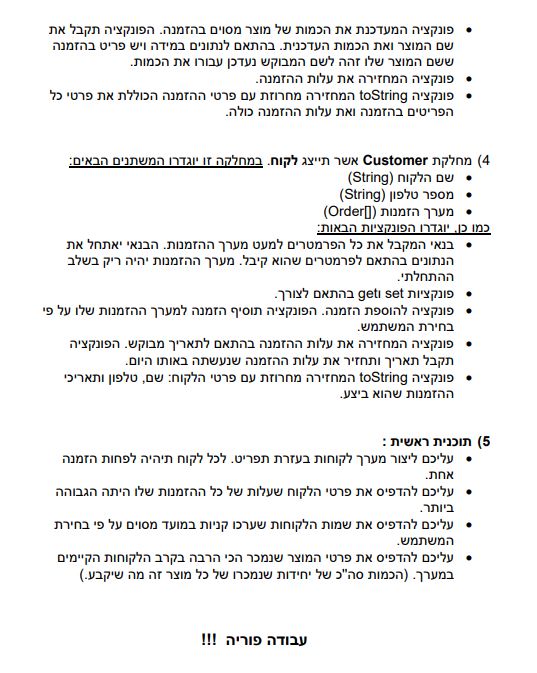 • פונקציה המעדכנת את הכמות של מוצר מסוים בהזמנה. הפונקציה תקבל את
שם המוצר ואת הכמות העדכנית. בהתאם לנתונים במידה ויש פריט בהזמנה
ששם המוצר שלו זהה לשם המבוקש נעדכן עבורו את הכמות.
• פונקציה המחזירה את עלות ההזמנה.
• פונקציה toString המחזירה מחרוזת עם פרטי ההזמנה הכוללת את פרטי כל
הפריטים בהזמנה ואת עלות ההזמנה כולה.
4) מחלקת Customer אשר תייצג לקוח. במחלקה זו יוגדרו המשתנים הבאים:
• שם הלקוח (String)
• מספר טלפון (String)
• מערך הזמנות (Order[])
כמו כן, יוגדרו הפונקציות הבאות:
• בנאי המקבל את כל הפרמטרים למעט מערך ההזמנות. הבנאי יאתחל את
הנתונים בהתאם לפרמטרים שהוא קיבל. מערך ההזמנות יהיה ריק בשלב
ההתחלתי.
• פונקציות set וget בהתאם לצורך.
• פונקציה להוספת הזמנה. הפונקציה תוסיף הזמנה למערך ההזמנות שלו על פי
בחירת המשתמש.
• פונקציה המחזירה את עלות ההזמנה בהתאם לתאריך מבוקש. הפונקציה
תקבל תאריך ותחזיר את עלות ההזמנה שנעשתה באותו היום.
• פונקציה toString המחזירה מחרוזת עם פרטי הלקוח: שם, טלפון ותאריכי
ההזמנות שהוא ביצע.
5) תוכנית ראשית :
• עליכם ליצור מערך לקוחות בעזרת תפריט. לכל לקוח תיהיה לפחות הזמנה
אחת.
• עליכם להדפיס את פרטי הלקוח שעלות של כל ההזמנות שלו היתה הגבוהה
ביותר.
• עליכם להדפיס את שמות הלקוחות שערכו קניות במועד מסוים על פי בחירת
המשתמש.
• עליכם להדפיס את פרטי המוצר שנמכר הכי הרבה בקרב הלקוחות הקיימים
במערך. (הכמות סה"כ של יחידות שנמכרו של כל מוצר זה מה שיקבע.)
עבודה פוריה !!!